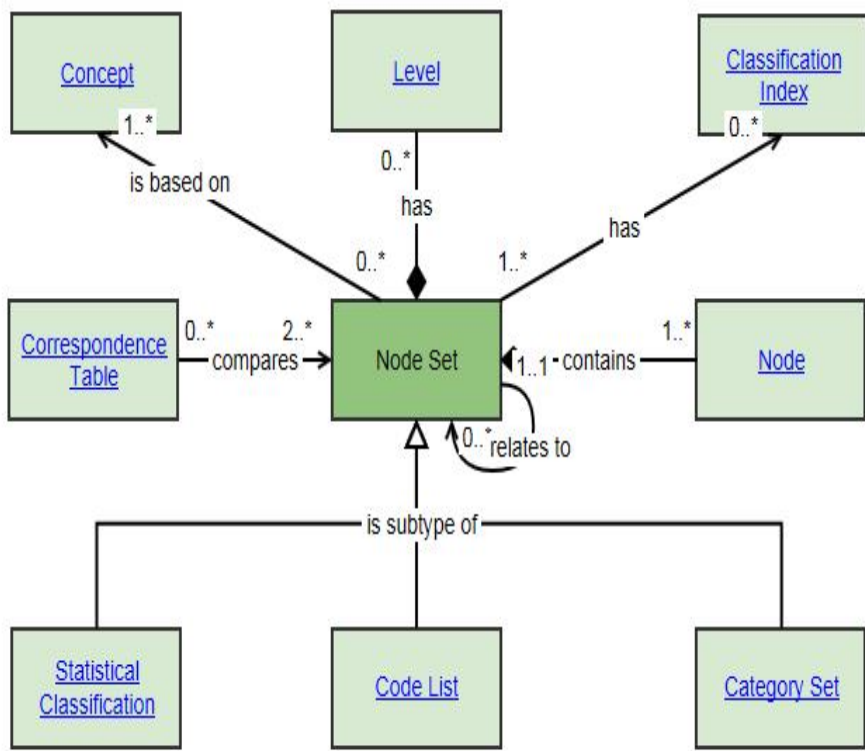 Concept
Level
Classification
Index
1..*
0..*
0..*
is based on
has
has
0..*
1..*
Correspondence
Table
0..*
2..*
compares
Node Set
1..1
contains
1..*
Node
0..*
relates to
is subtype of
Statistical
Classification
Code List
Category Set